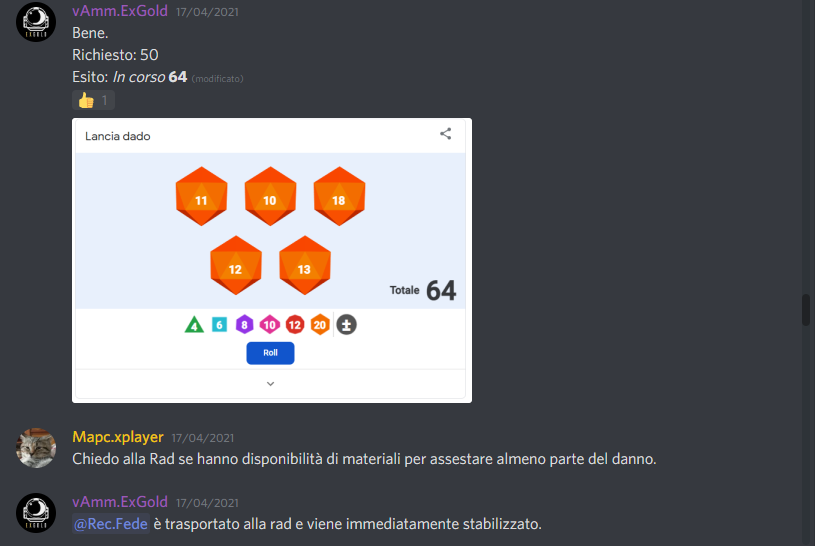 vAmm.ExGold 17/04/2021
Bene.
Richiesto: 50
Esito: In corso 64 (modificato)
👍 1
Lancia dado
11 10 18
12 13
Totale 64
4 6 8 10 12 20 ±
Roll
Mapc.xplayer 17/04/2021
Chiedo alla Rad se hanno disponibilità di materiali per assestare almeno parte del danno.
vAmm.ExGold 17/04/2021
@Rec.Fede è trasportato alla rad e viene immediatamente stabilizzato.